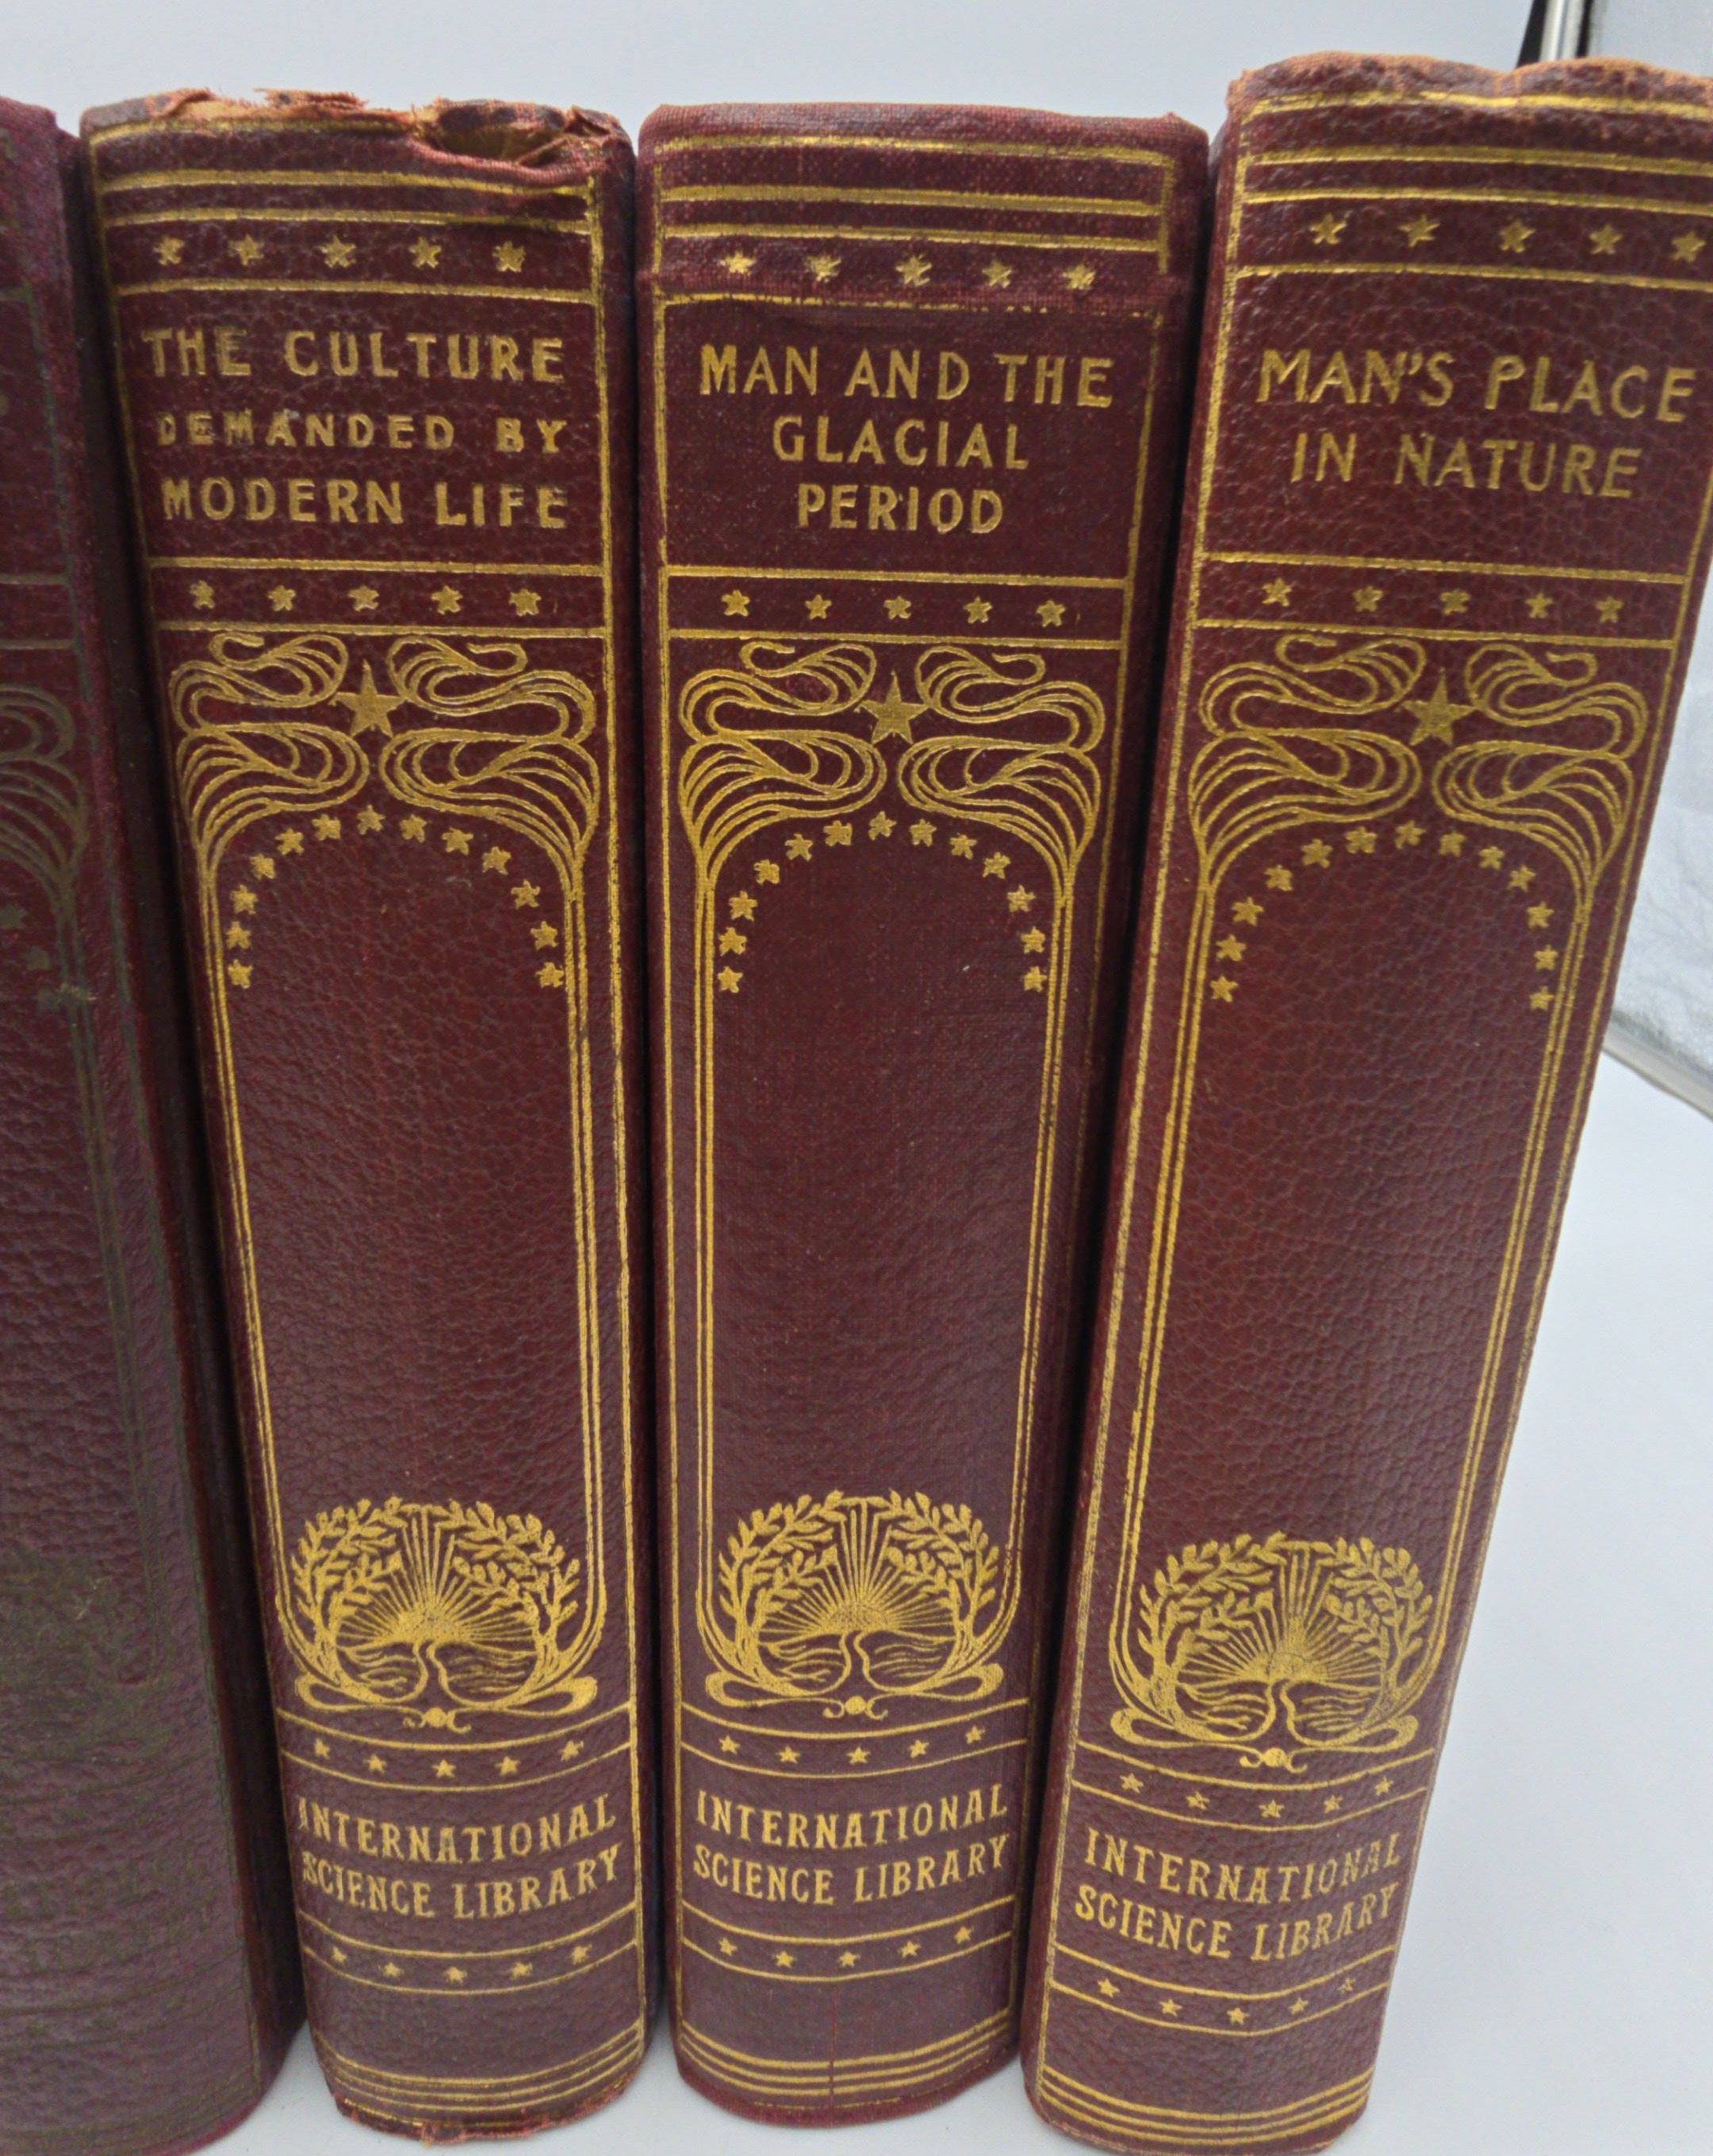 THE CULTURE
DEMANDED BY
MODERN LIFE
INTERNATIONAL
SCIENCE LIBRARY
MAN AND THE
GLACIAL
PERIOD
INTERNATIONAL
SCIENCE LIBRARY
MAN'S PLACE
IN NATURE
INTERNATIONAL
SCIENCE LIBRARY